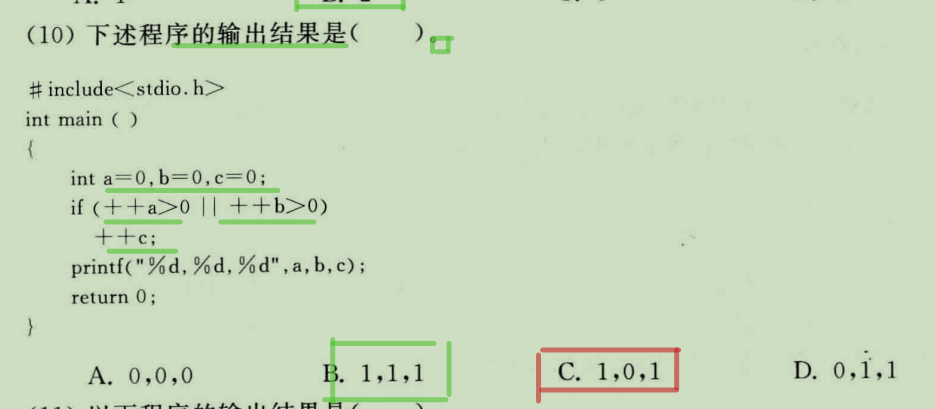 (10) 下述程序的输出结果是(  )。
#include<stdio.h>
int main ( )
{
int a=0,b=0,c=0;
if (++a>0 || ++b>0)
++c;
printf("%d,%d,%d",a,b,c);
return 0;
}
A. 0,0,0 B. 1,1,1 C. 1,0,1 D. 0,1,1